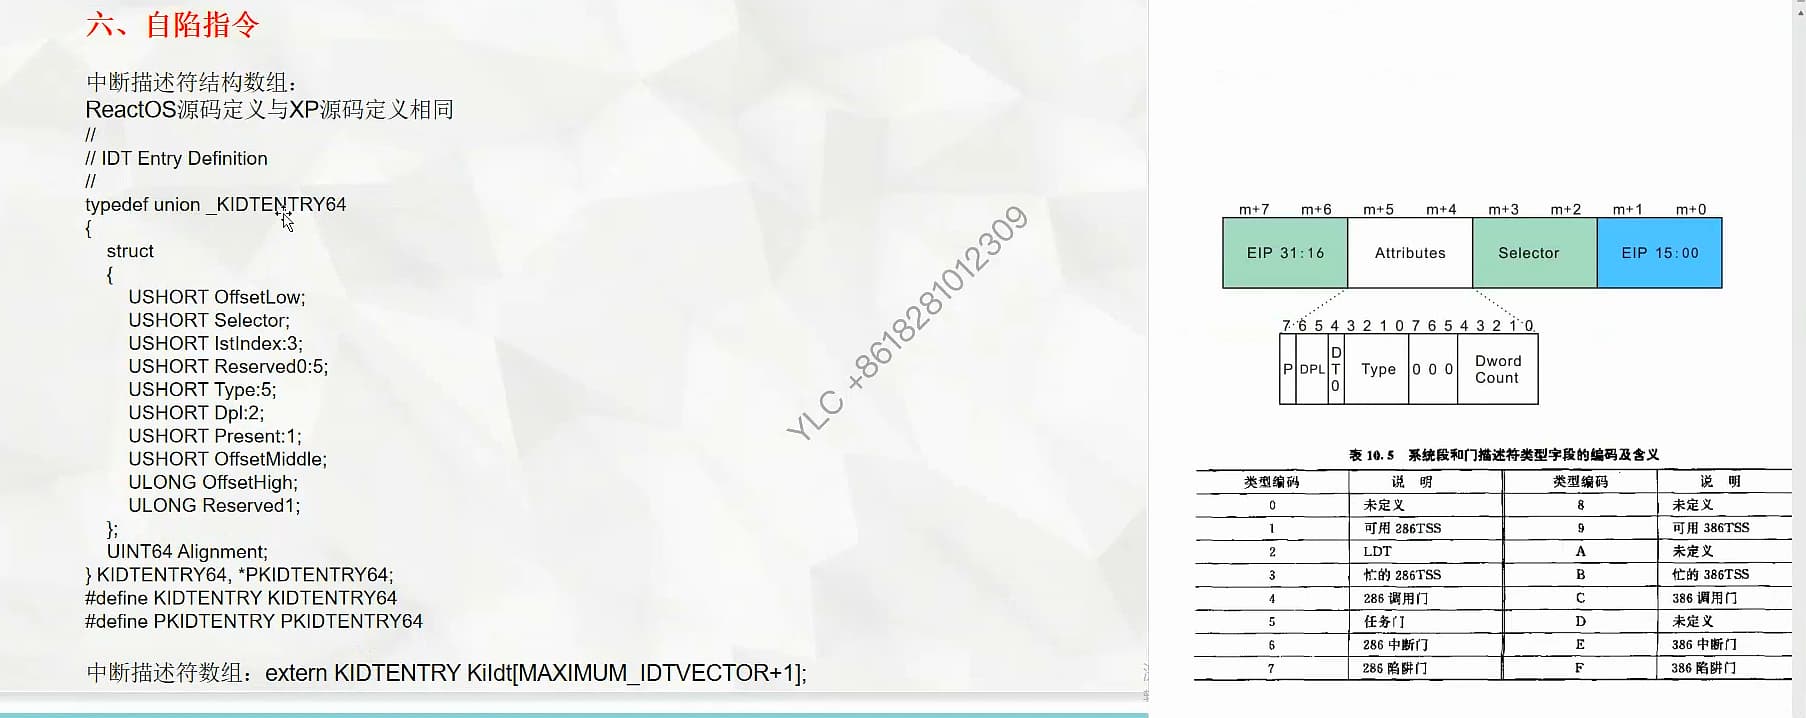 六、自陷指令
中断描述符结构数组：
ReactOS源码定义与XP源码定义相同
//
// IDT Entry Definition
//
typedef union _KIDTENTRY64
{
struct
{
USHORT OffsetLow;
USHORT Selector;
USHORT IstIndex:3;
USHORT Reserved0:5;
USHORT Type:5;
USHORT Dpl:2;
USHORT Present:1;
USHORT OffsetMiddle;
ULONG OffsetHigh;
ULONG Reserved1;
};
UINT64 Alignment;
} KIDTENTRY64, *PKIDTENTRY64;
#define KIDTENTRY KIDTENTRY64
#define PKIDTENTRY PKIDTENTRY64
中断描述符数组：extern KIDTENTRY KiIdt[MAXIMUM_IDTVECTOR+1];
YLC +8618281012309
m+7 m+6 m+5 m+4 m+3 m+2 m+1 m+0
EIP 31:16 Attributes Selector EIP 15:00
7 6 5 4 3 2 1 0 7 6 5 4 3 2 1 0
P DPL DT0 Type 0 0 0 Dword Count
表 10.5 系统段和门描述符类型字段的编码及含义
类型编码 说 明 类型编码 说 明
0 未定义 8 未定义
1 可用 286TSS 9 可用 386TSS
2 LDT A 未定义
3 忙的 286TSS B 忙的 386TSS
4 286 调用门 C 386 调用门
5 任务门 D 未定义
6 286 中断门 E 386 中断门
7 286 陷阱门 F 386 陷阱门